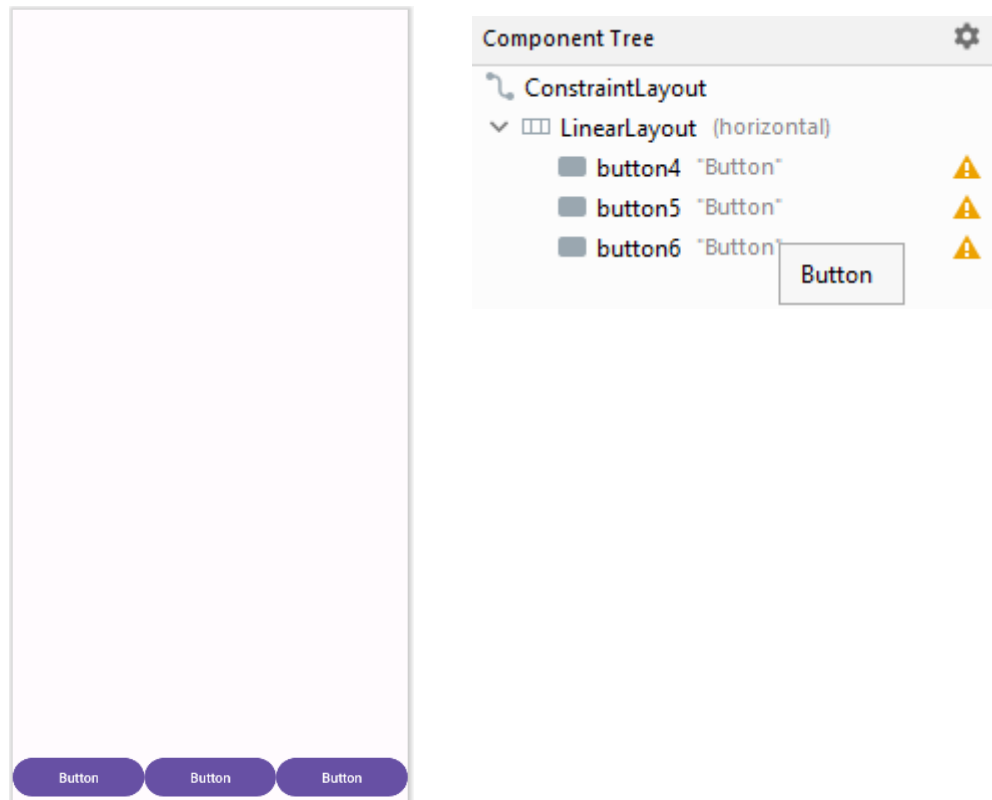 Button Button Button
Component Tree
ConstraintLayout
LinearLayout (horizontal)
button4 "Button"
button5 "Button"
button6 "Button"
Button